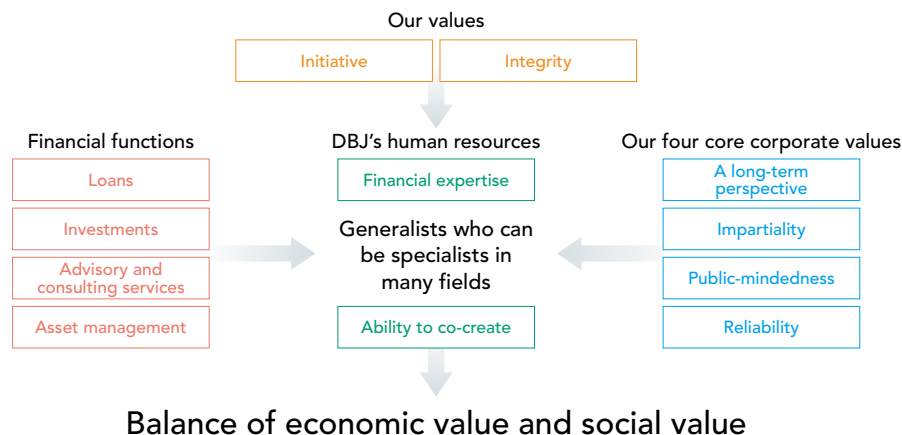 Our values
Initiative
Integrity
Financial functions
Loans
Investments
Advisory and
consulting services
Asset management
DBJ’s human resources
Financial expertise
Generalists who can
be specialists in
many fields
Ability to co-create
Our four core corporate values
A long-term
perspective
Impartiality
Public-mindedness
Reliability
Balance of economic value and social value